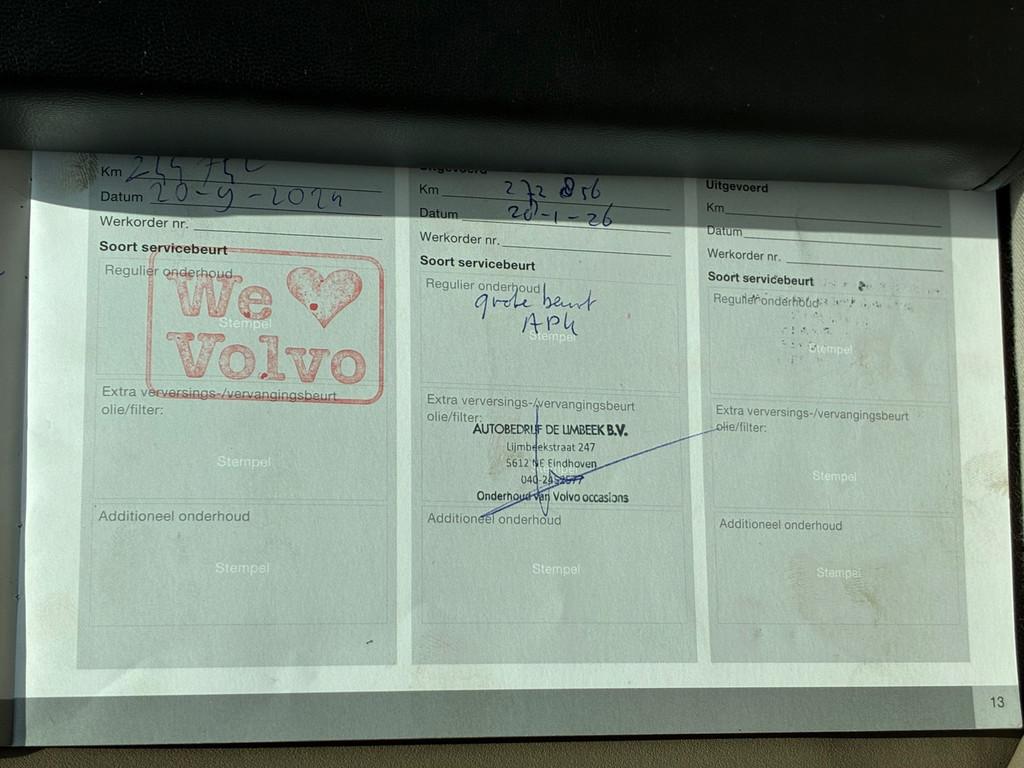 Km
Datum 20-9-2024
Werkorder nr.
Soort servicebeurt
Regulier onderhoud
We
Stempel
Volvo
Extra verversings-/vervangingsbeurt
olie/filter:
Stempel
Additioneel onderhoud
Stempel
Uitgevoerd
Km 272 856
Datum 20-1-26
Werkorder nr.
Soort servicebeurt
Regulier onderhoud
grote beurt
APK
Stempel
Extra verversings-/vervangingsbeurt
olie/filter:
AUTOBEDRIJF DE LIMBEEK B.V.
Lijmbeekstraat 247
5612 NE Eindhoven
Onderhoud van Volvo occasions
Additioneel onderhoud
Stempel
Uitgevoerd
Km
Datum
Werkorder nr.
Soort servicebeurt
Regulier onderhoud
Stempel
Extra verversings-/vervangingsbeurt
olie/filter:
Stempel
Additioneel onderhoud
Stempel
13